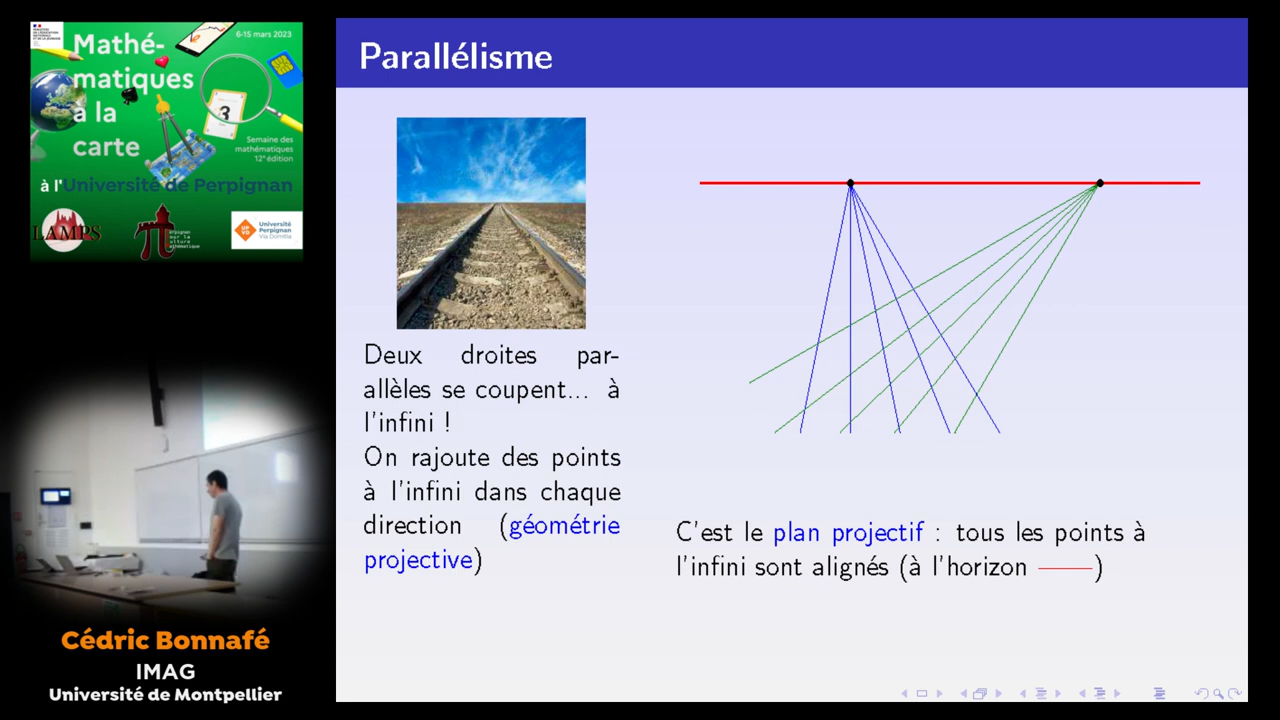 6-15 mars 2023
Mathé-
matiques
à la
carte
3
Semaine des
mathématiques
12e édition
à l'Université de Perpignan
LAMPS
Université
Perpignan
Via Domitia
Cédric Bonnafé
IMAG
Université de Montpellier
Parallélisme
Deux droites par-
allèles se coupent... à
l'infini !
On rajoute des points
à l'infini dans chaque
direction (géométrie
projective)
C'est le plan projectif : tous les points à
l'infini sont alignés (à l'horizon ——)